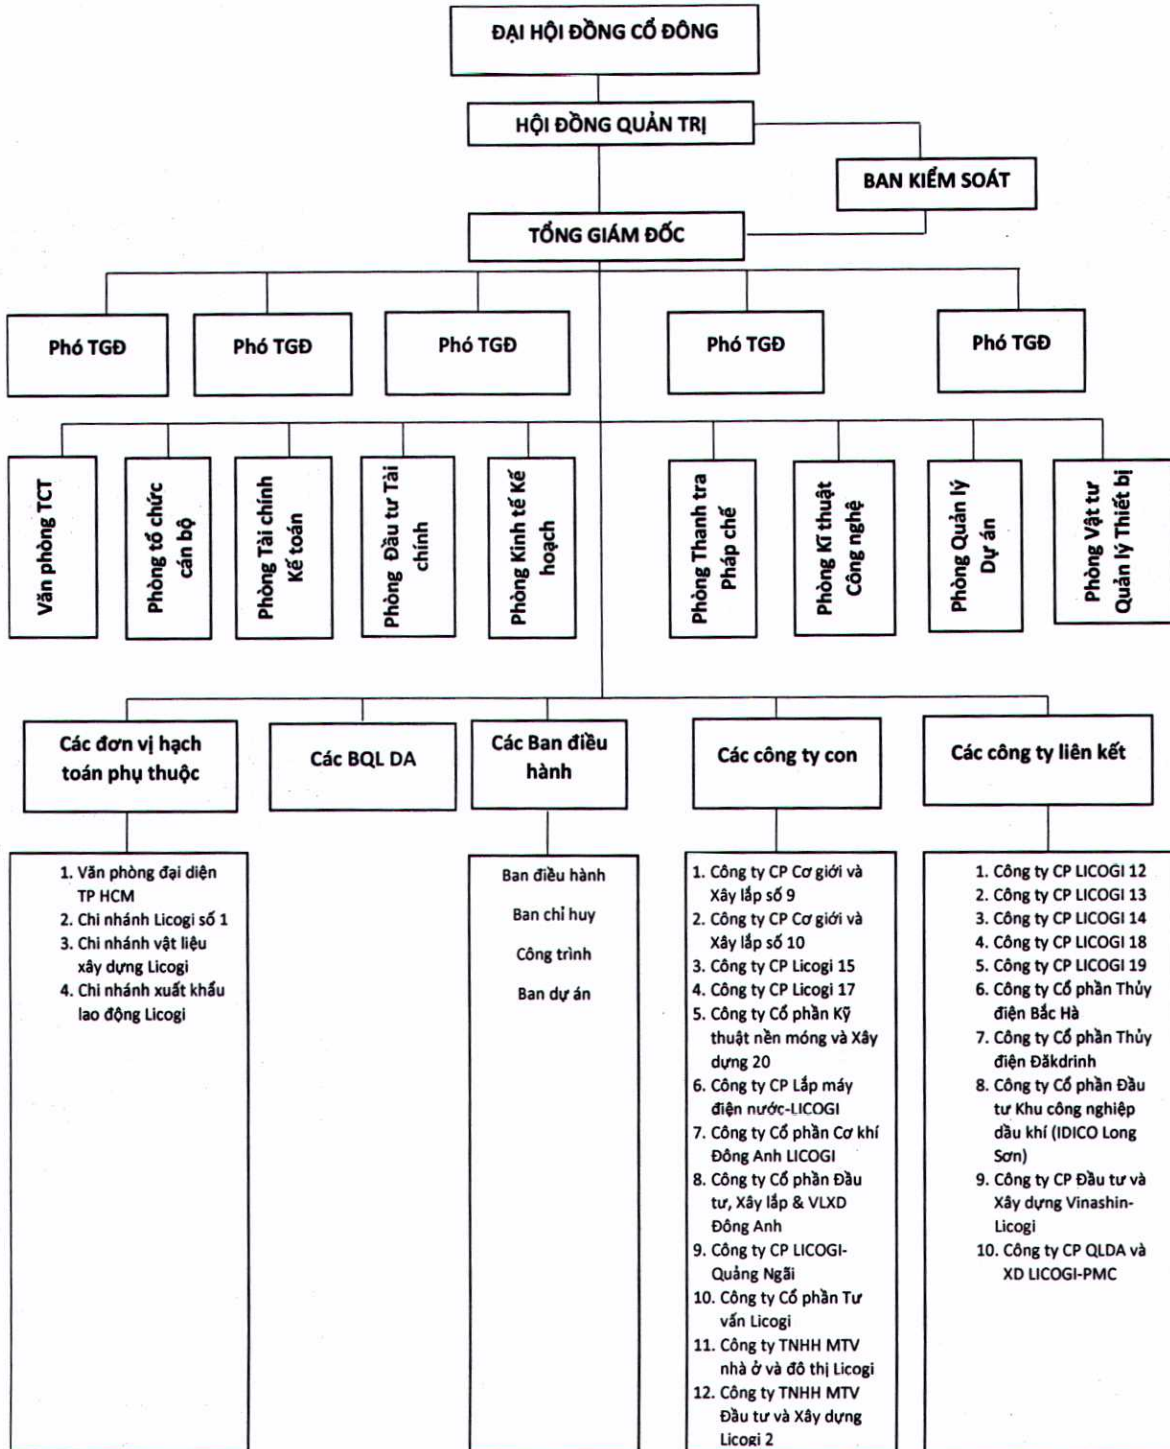 ĐẠI HỘI ĐỒNG CỔ ĐÔNG
HỘI ĐỒNG QUẢN TRỊ
BAN KIỂM SOÁT
TỔNG GIÁM ĐỐC
Phó TGĐ
Phó TGĐ
Phó TGĐ
Phó TGĐ
Phó TGĐ
Văn phòng TCT
Phòng tổ chức
cán bộ
Phòng Tài chính
Kế toán
Phòng Đầu tư Tài
chính
Phòng Kinh tế Kế
hoạch
Phòng Thanh tra
Pháp chế
Phòng Kĩ thuật
Công nghệ
Phòng Quản lý
Dự án
Phòng Vật tư
Quản lý Thiết bị
Các đơn vị hạch
toán phụ thuộc
Các BQL DA
Các Ban điều
hành
Các công ty con
Các công ty liên kết
1. Văn phòng đại diện
TP HCM
2. Chi nhánh Licogi số 1
3. Chi nhánh vật liệu
xây dựng Licogi
4. Chi nhánh xuất khẩu
lao động Licogi
Ban điều hành
Ban chỉ huy
Công trình
Ban dự án
1. Công ty CP Cơ giới và
Xây lắp số 9
2. Công ty CP Cơ giới và
Xây lắp số 10
3. Công ty CP Licogi 15
4. Công ty CP Licogi 17
5. Công ty Cổ phần Kỹ
thuật nền móng và Xây
dựng 20
6. Công ty CP Lắp máy
điện nước-LICOGI
7. Công ty Cổ phần Cơ khí
Đông Anh LICOGI
8. Công ty Cổ phần Đầu
tư, Xây lắp & VLXD
Đông Anh
9. Công ty CP LICOGI-
Quảng Ngãi
10. Công ty Cổ phần Tư
vấn Licogi
11. Công ty TNHH MTV
nhà ở và đô thị Licogi
12. Công ty TNHH MTV
Đầu tư và Xây dựng
Licogi 2
1. Công ty CP LICOGI 12
2. Công ty CP LICOGI 13
3. Công ty CP LICOGI 14
4. Công ty CP LICOGI 18
5. Công ty CP LICOGI 19
6. Công ty Cổ phần Thủy
điện Bắc Hà
7. Công ty Cổ phần Thủy
điện Đăkdrinh
8. Công ty Cổ phần Đầu
tư Khu công nghiệp
dầu khí (IDICO Long
Sơn)
9. Công ty CP Đầu tư và
Xây dựng Vinashin-
Licogi
10. Công ty CP QLDA và
XD LICOGI-PMC